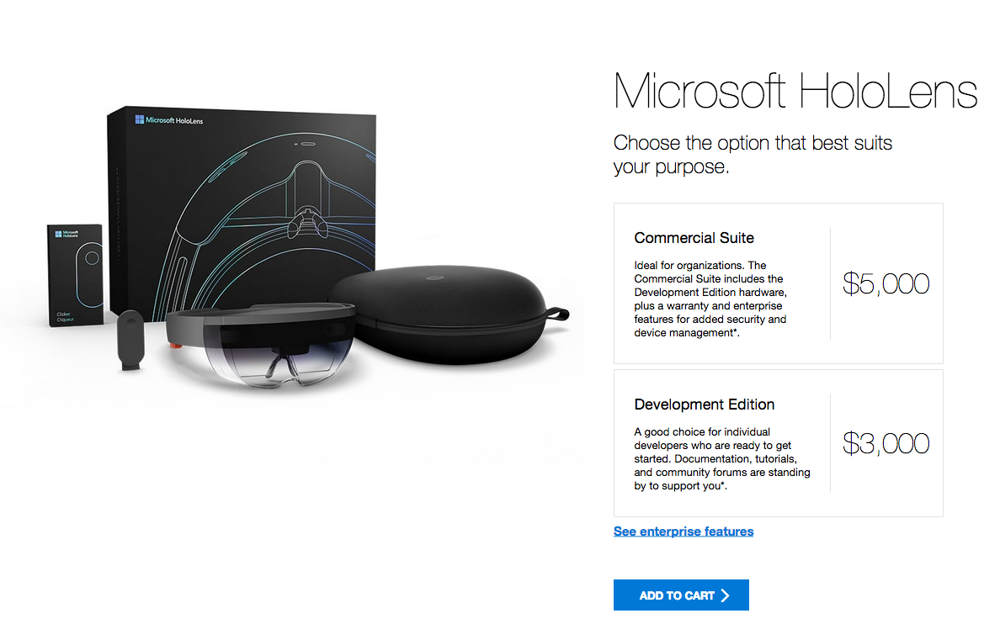 Microsoft HoloLens
Microsoft
HoloLens
Clicker
Cliqueur
Microsoft HoloLens
Choose the option that best suits
your purpose.
Commercial Suite
Ideal for organizations. The
Commercial Suite includes the
Development Edition hardware,
plus a warranty and enterprise
features for added security and
device management*.
$5,000
Development Edition
A good choice for individual
developers who are ready to get
started. Documentation, tutorials,
and community forums are standing
by to support you*.
$3,000
See enterprise features
ADD TO CART